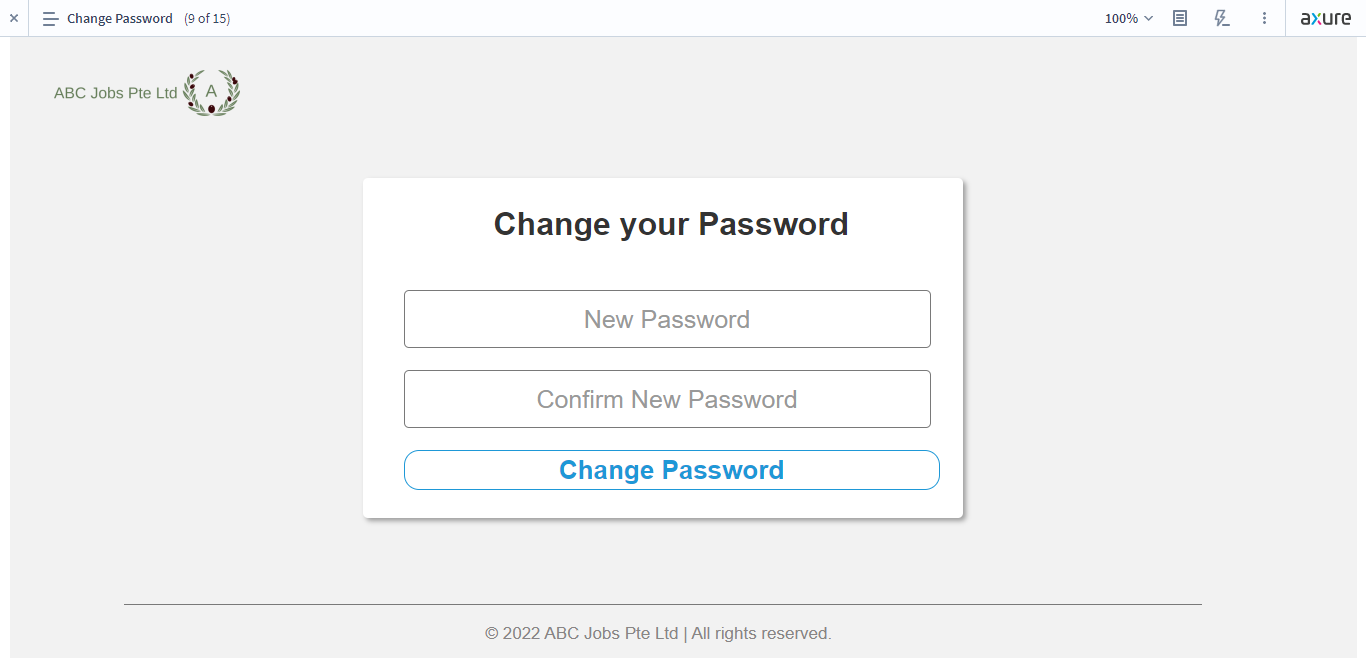 Change Password (9 of 15)
100%
axure
ABC Jobs Pte Ltd A
Change your Password
New Password
Confirm New Password
Change Password
© 2022 ABC Jobs Pte Ltd | All rights reserved.